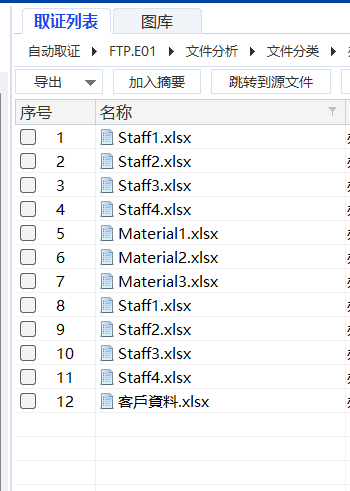 取证列表 图库
自动取证 FTP.E01 文件分析 文件分类
导出 加入摘要 跳转到源文件
序号 名称
1 Staff1.xlsx
2 Staff2.xlsx
3 Staff3.xlsx
4 Staff4.xlsx
5 Material1.xlsx
6 Material2.xlsx
7 Material3.xlsx
8 Staff1.xlsx
9 Staff2.xlsx
10 Staff3.xlsx
11 Staff4.xlsx
12 客戶資料.xlsx